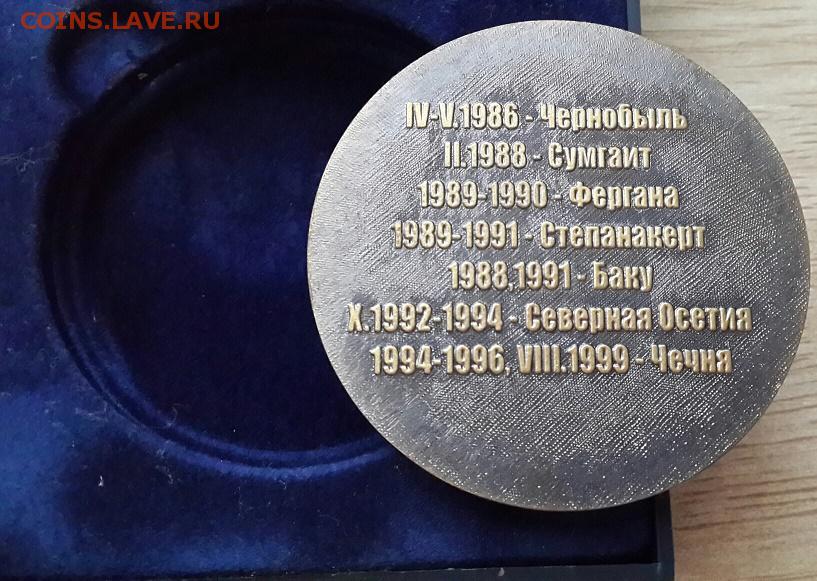 COINS.LAVE.RU
IV-V.1986 - Чернобыль
II.1988 - Сумгаит
1989-1990 - Фергана
1989-1991 - Степанакерт
1988,1991 - Баку
X.1992-1994 - Северная Осетия
1994-1996, VIII.1999 - Чечня